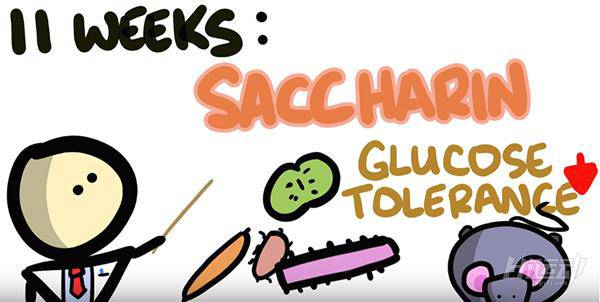 11 WEEKS:
SACCHARIN
GLUCOSE
TOLERANCE